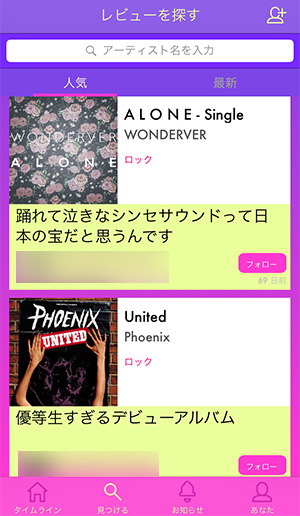 レビューを探す
アーティスト名を入力
人気
最新
WONDERVER
A L O N E
A L O N E - Single
WONDERVER
ロック
踊れて泣きなシンセサウンドって日
本の宝だと思うんです
フォロー
69 日前
PHOENIX
UNITED
United
Phoenix
ロック
優等生すぎるデビューアルバム
フォロー
タイムライン
見つける
お知らせ
あなた